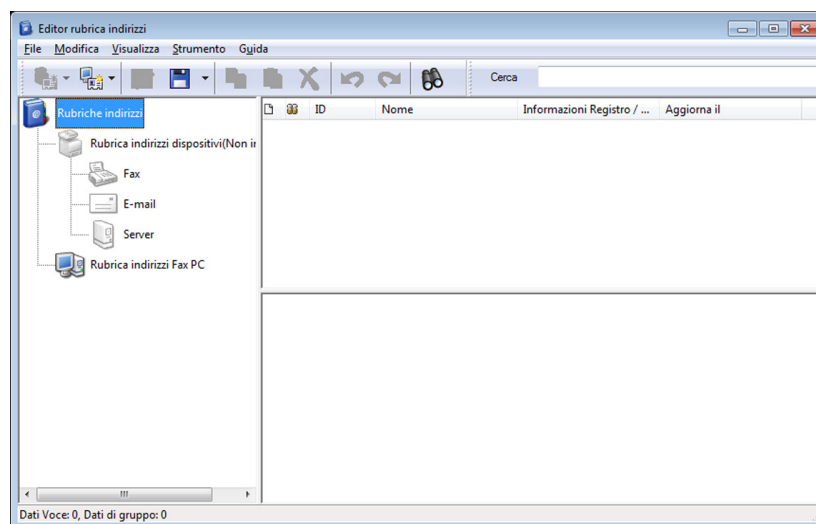 Editor rubrica indirizzi
File Modifica Visualizza Strumento Guida
Cerca
Rubriche indirizzi
ID Nome Informazioni Registro / ... Aggiorna il
Rubrica indirizzi dispositivi(Non
Fax
E-mail
Server
Rubrica indirizzi Fax PC
Dati Voce: 0, Dati di gruppo: 0